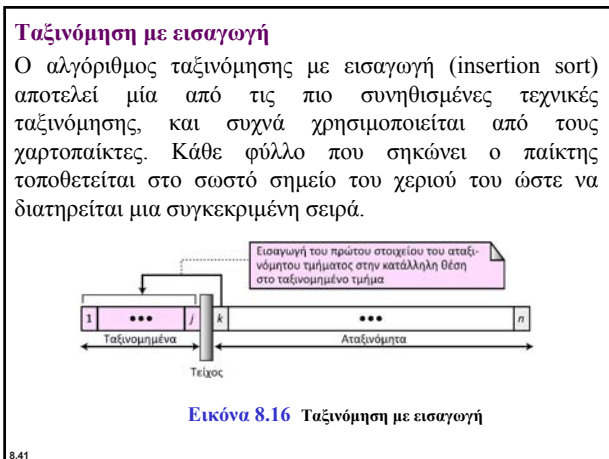 Ταξινόμηση με εισαγωγή
Ο αλγόριθμος ταξινόμησης με εισαγωγή (insertion sort)
αποτελεί μία από τις πιο συνηθισμένες τεχνικές
ταξινόμησης, και συχνά χρησιμοποιείται από τους
χαρτοπαίκτες. Κάθε φύλλο που σηκώνει ο παίκτης
τοποθετείται στο σωστό σημείο του χεριού του ώστε να
διατηρείται μια συγκεκριμένη σειρά.
Εισαγωγή του πρώτου στοιχείου του αταξι-
νόμητου τμήματος στην κατάλληλη θέση
στο ταξινομημένο τμήμα
1 ••• j k ••• n
Ταξινομημένα Αταξινόμητα
Τείχος
Εικόνα 8.16 Ταξινόμηση με εισαγωγή
8.41